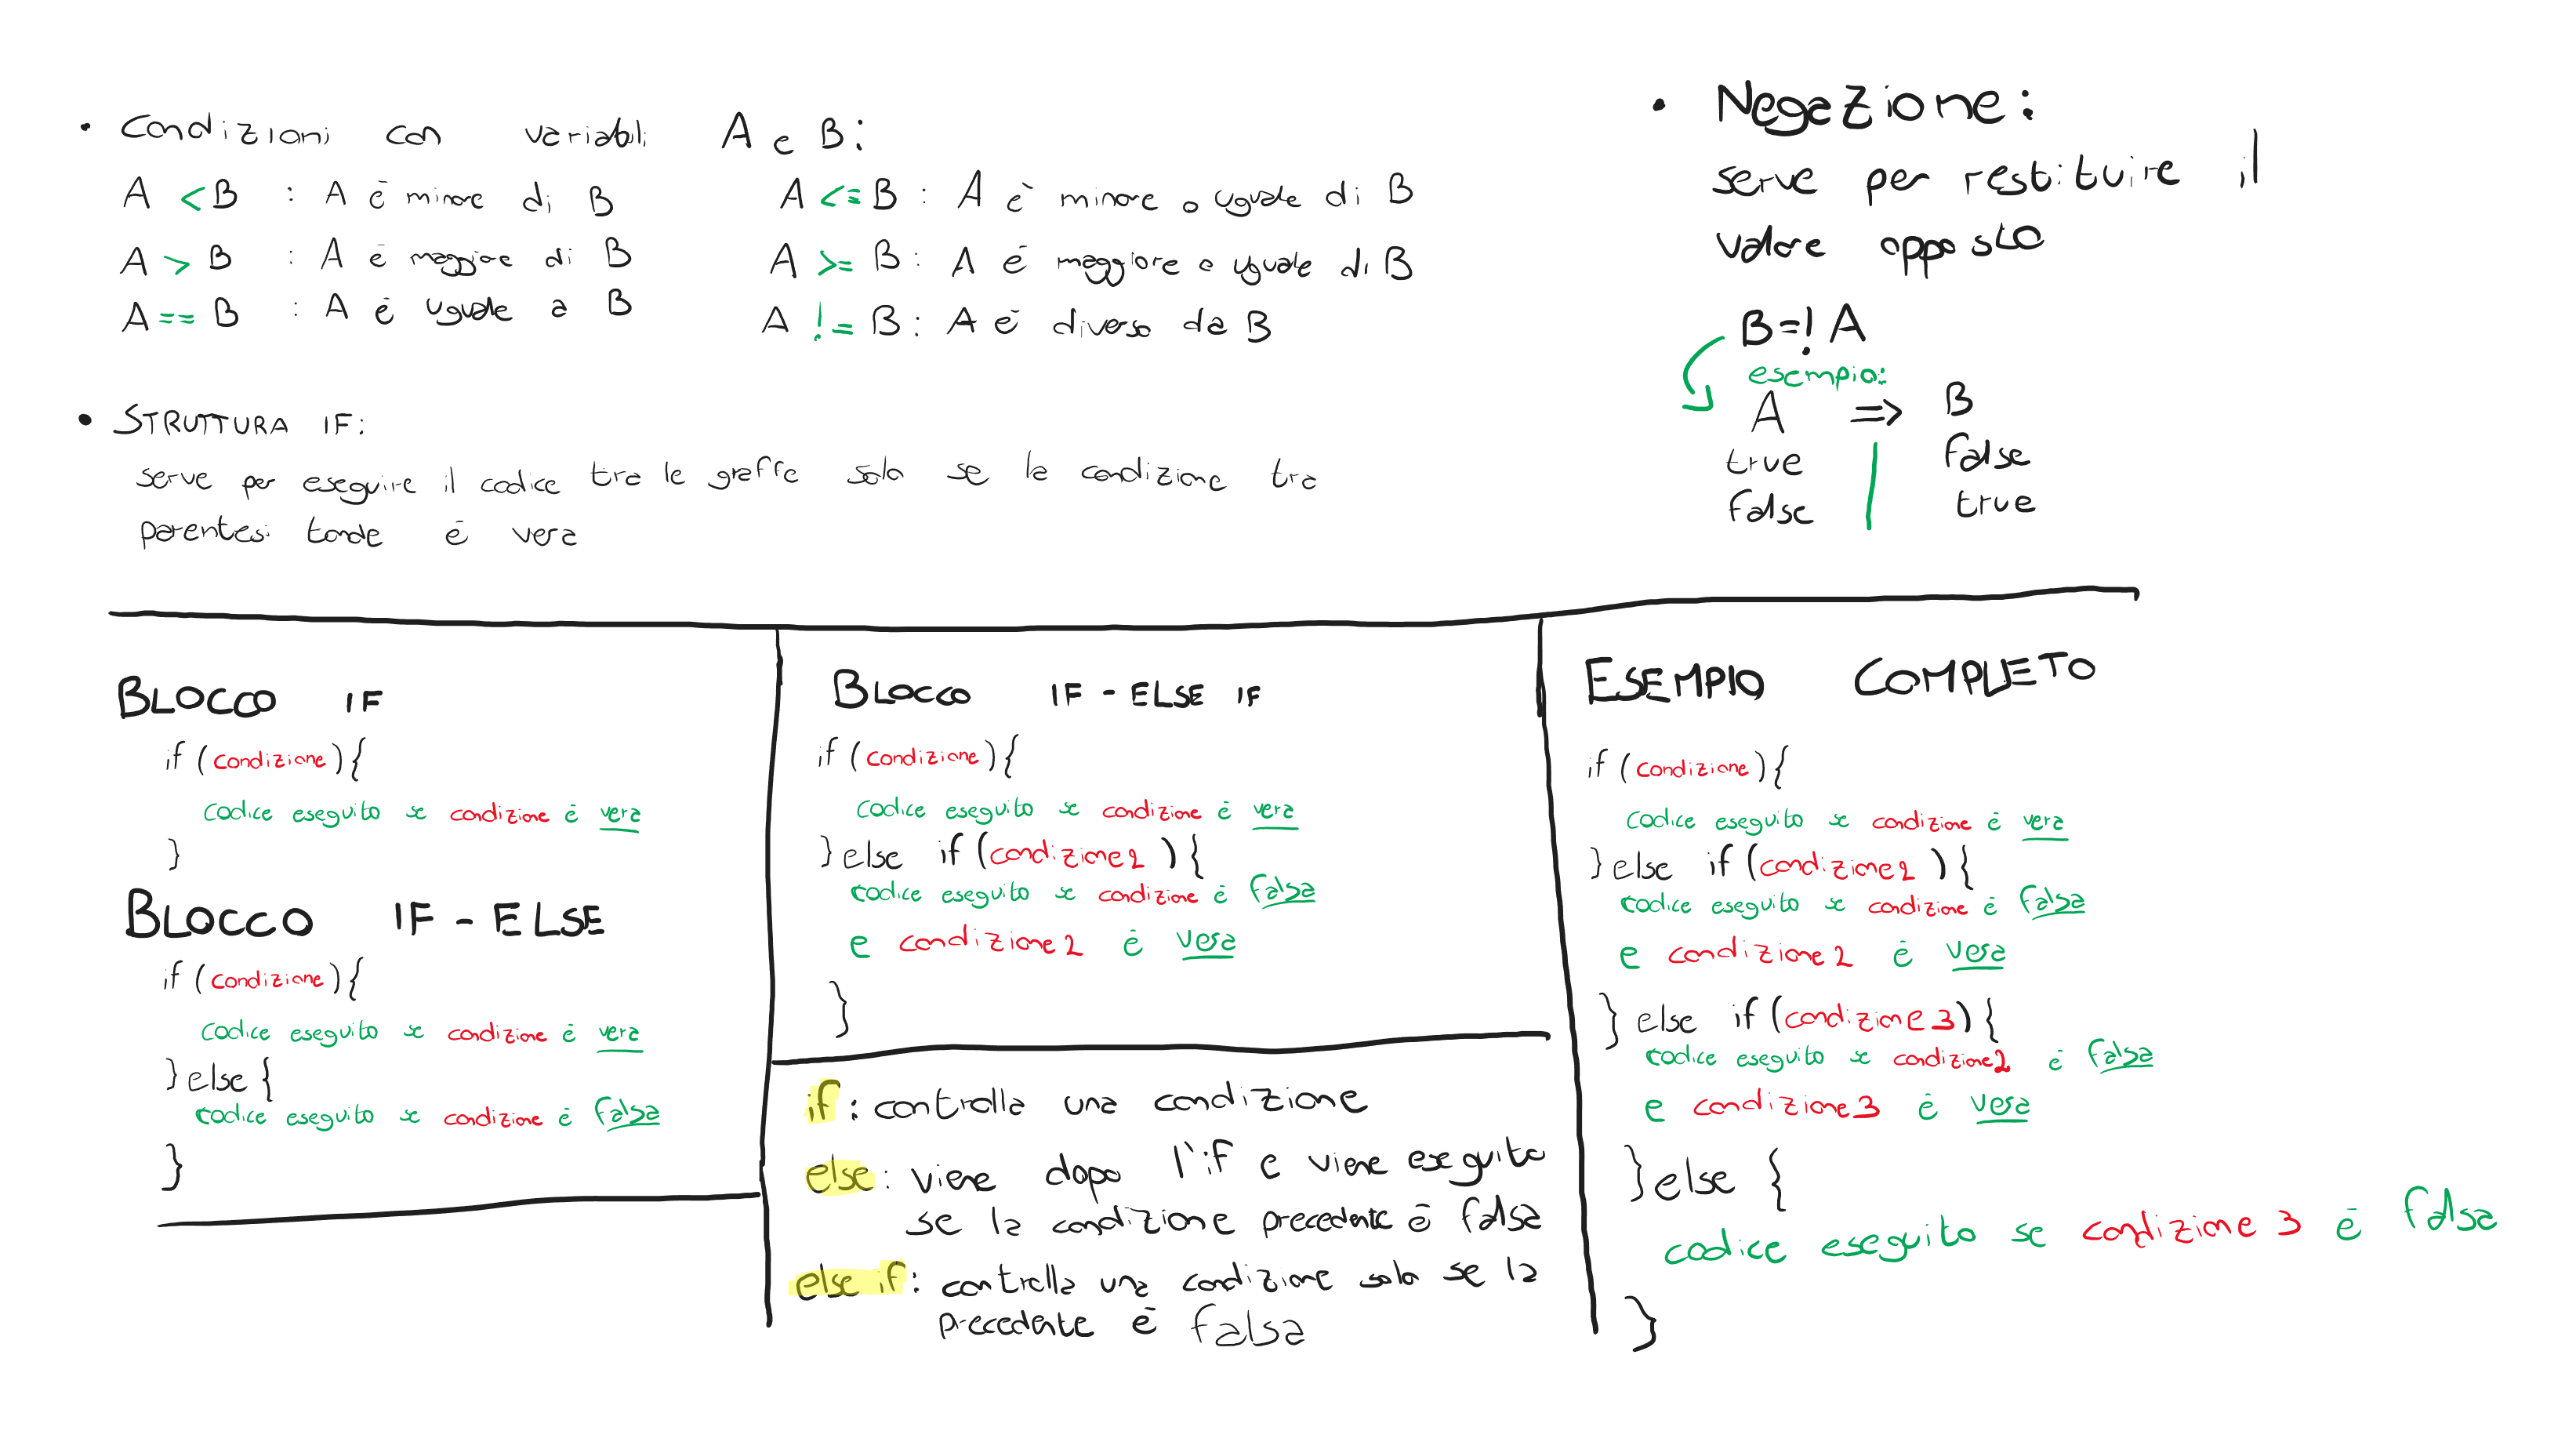 • Condizioni con variabili A e B:
A < B : A è minore di B
A > B : A è maggiore di B
A == B : A è uguale a B
A <= B : A è minore o uguale di B
A >= B : A è maggiore o uguale di B
A != B : A è diverso da B
• Negazione:
serve per restituire il
valore opposto
B=!A
esempio:
A => B
true false
false true
• STRUTTURA IF:
serve per eseguire il codice tra le graffe solo se la condizione tra
parentesi tonde è vera
BLOCCO IF
if (condizione){
codice eseguito se condizione è vera
}
BLOCCO IF - ELSE
if (condizione){
codice eseguito se condizione è vera
}else{
codice eseguito se condizione è falsa
}
BLOCCO IF - ELSE IF
if (condizione){
codice eseguito se condizione è vera
}else if (condizione2){
codice eseguito se condizione è falsa
e condizione2 è vera
}
if: controlla una condizione
else: viene dopo l'if e viene eseguito
se la condizione precedente è falsa
else if: controlla una condizione solo se la
precedente è falsa
ESEMPIO COMPLETO
if (condizione){
codice eseguito se condizione è vera
}else if (condizione2){
codice eseguito se condizione è falsa
e condizione2 è vera
}else if (condizione3){
codice eseguito se condizione2 è falsa
e condizione3 è vera
}else{
codice eseguito se condizione3 è falsa
}